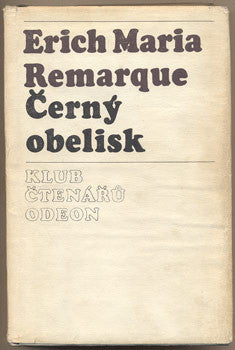 Erich Maria
Remarque
Černý
obelisk
KLUB
ČTENÁŘŮ
ODEON